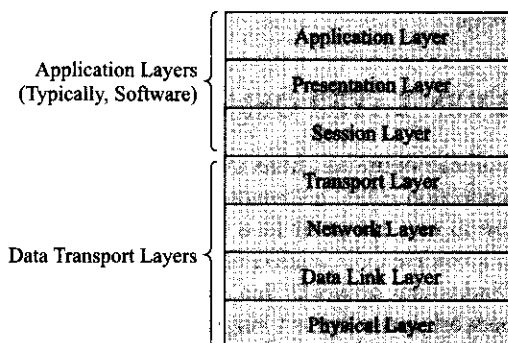 Application Layers
(Typically, Software)
Data Transport Layers
Application Layer
Presentation Layer
Session Layer
Transport Layer
Network Layer
Data Link Layer
Physical Layer